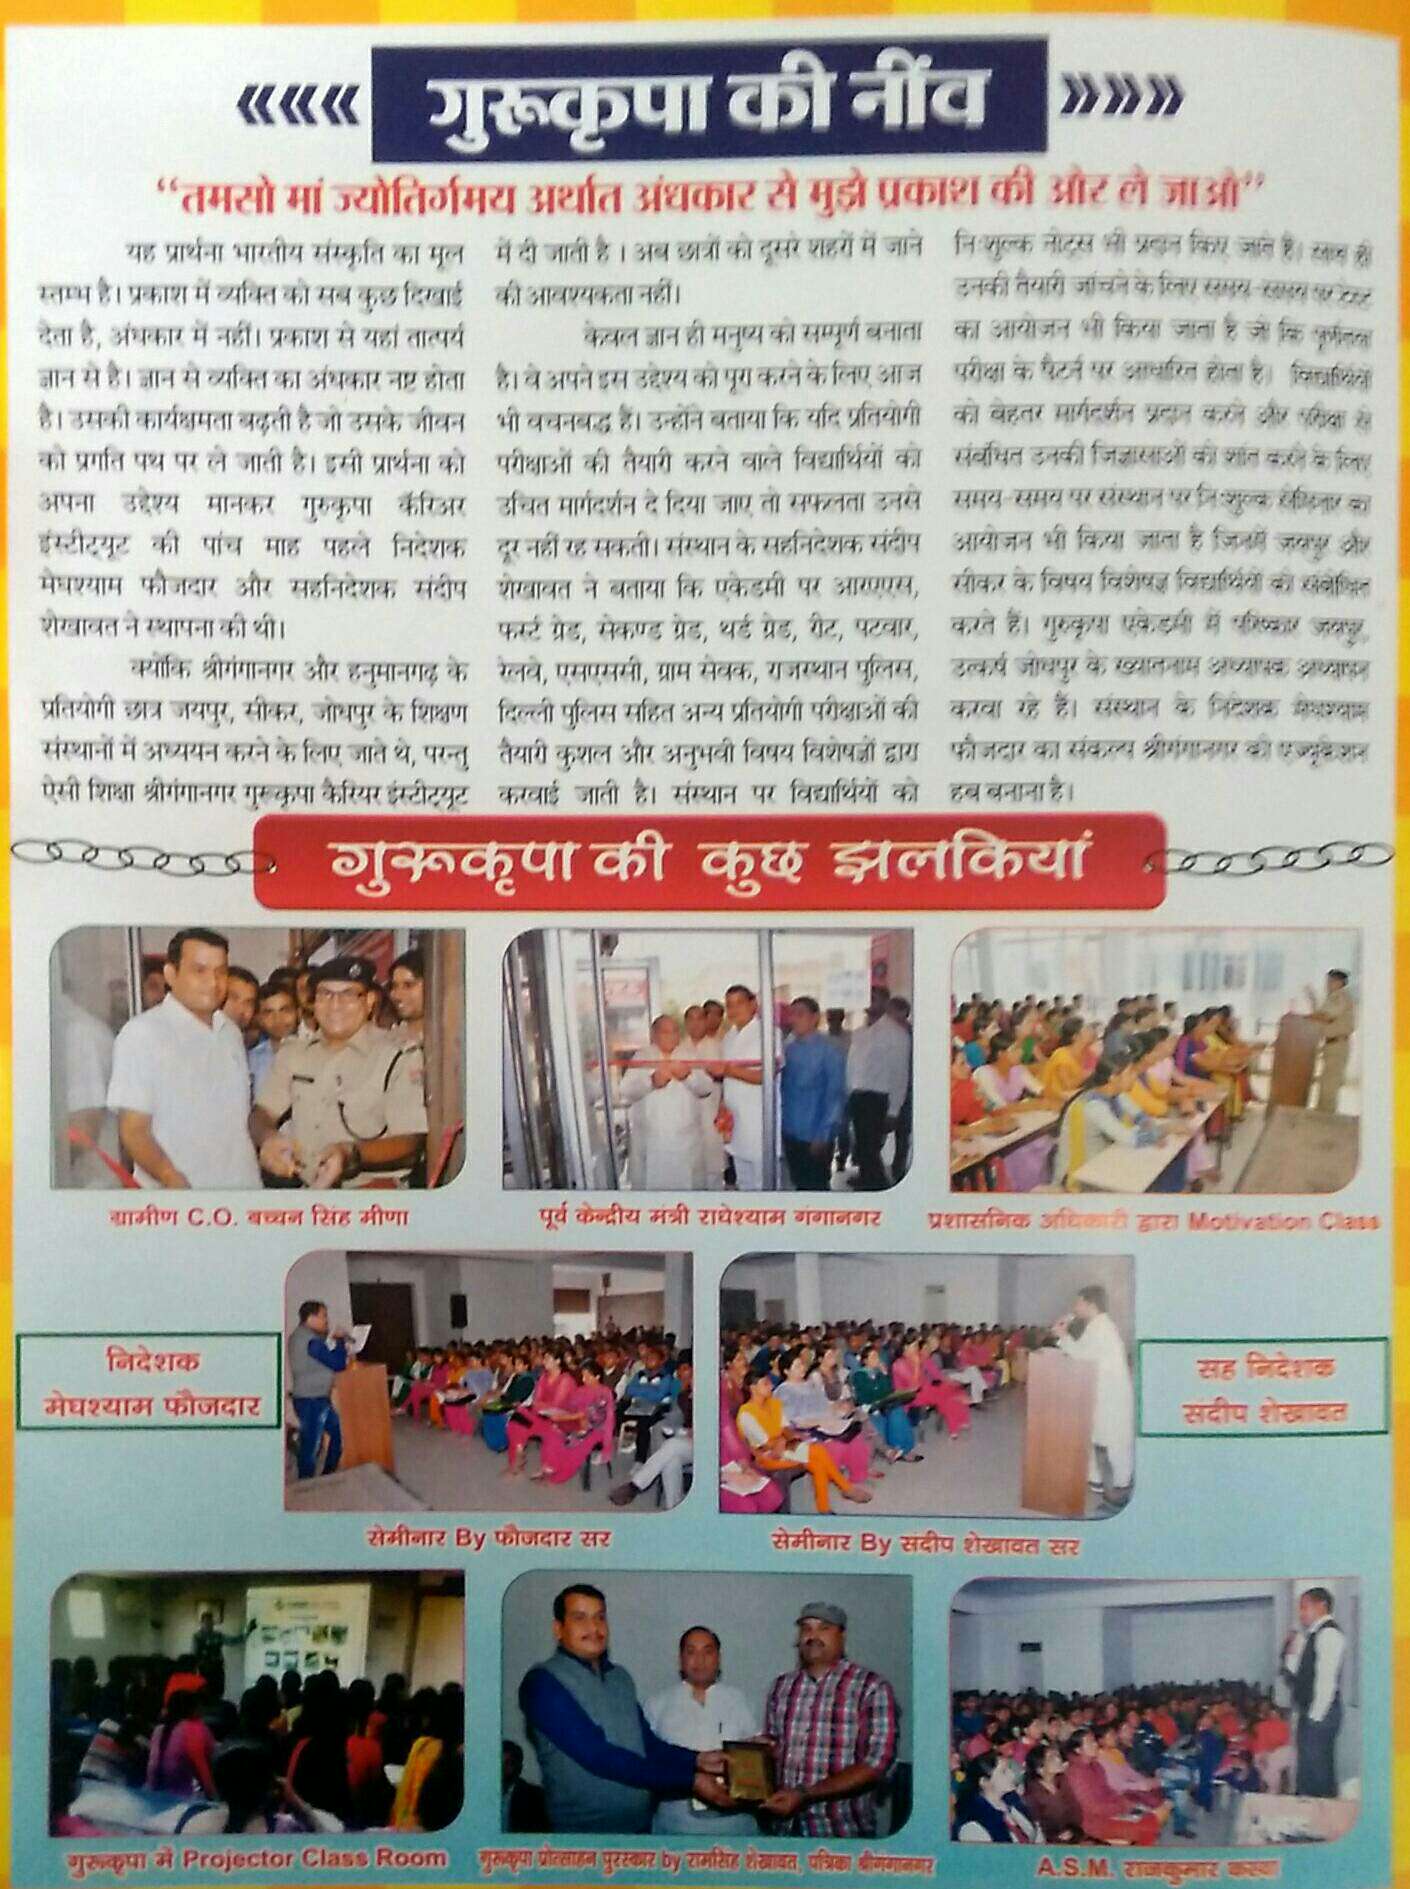 गुरूकृपा की नींव
“तमसो मां ज्योतिर्गमय अर्थात अंधकार से मुझे प्रकाश की ओर ले जाओ”
यह प्रार्थना भारतीय संस्कृति का मूल
स्तम्भ है। प्रकाश में व्यक्ति को सब कुछ दिखाई
देता है, अंधकार में नहीं। प्रकाश से यहां तात्पर्य
ज्ञान से है। ज्ञान से व्यक्ति का अंधकार नष्ट होता
है। उसकी कार्यक्षमता बढ़ती है जो उसके जीवन
को प्रगति पथ पर ले जाती है। इसी प्रार्थना को
अपना उद्देश्य मानकर गुरुकृपा कॅरिअर
इंस्टीट्यूट की पांच माह पहले निदेशक
मेघश्याम फौजदार और सहनिदेशक संदीप
शेखावत ने स्थापना की थी।
क्योंकि श्रीगंगानगर और हनुमानगढ़ के
प्रतियोगी छात्र जयपुर, सीकर, जोधपुर के शिक्षण
संस्थानों में अध्ययन करने के लिए जाते थे, परन्तु
ऐसी शिक्षा श्रीगंगानगर गुरूकृपा कैरियर इंस्टीट्यूट
में दी जाती है । अब छात्रों को दूसरे शहरों में जाने
की आवश्यकता नहीं।
केवल ज्ञान ही मनुष्य को सम्पूर्ण बनाता
है। वे अपने इस उद्देश्य को पूरा करने के लिए आज
भी वचनबद्ध हैं। उन्होंने बताया कि यदि प्रतियोगी
परीक्षाओं की तैयारी करने वाले विद्यार्थियों को
उचित मार्गदर्शन दे दिया जाए तो सफलता उनसे
दूर नहीं रह सकती। संस्थान के सहनिदेशक संदीप
शेखावत ने बताया कि एकेडमी पर आरएएस,
फर्स्ट ग्रेड, सेकण्ड ग्रेड, थर्ड ग्रेड, रीट, पटवार,
रेलवे, एसएससी, ग्राम सेवक, राजस्थान पुलिस,
दिल्ली पुलिस सहित अन्य प्रतियोगी परीक्षाओं की
तैयारी कुशल और अनुभवी विषय विशेषज्ञों द्वारा
करवाई जाती है। संस्थान पर विद्यार्थियों को
नि:शुल्क नोट्स भी प्रदान किए जाते है। साथ ही
उनकी तैयारी जांचने के लिए समय-समय पर टेस्ट
का आयोजन भी किया जाता है जो कि पूर्णतया
परीक्षा के पैटर्न पर आधारित होता है। विद्यार्थियों
को बेहतर मार्गदर्शन प्रदान करने और परीक्षा से
संबंधित उनकी जिज्ञासाओं को शांत करने के लिए
समय-समय पर संस्थान पर नि:शुल्क सेमिनार का
आयोजन भी किया जाता है जिनमें जयपुर और
सीकर के विषय विशेषज्ञ विद्यार्थियों को संबोधित
करते हैं। गुरुकृपा एकेडमी में परिष्कार जयपुर,
उत्कर्ष जोधपुर के ख्यातनाम अध्यापक अध्यापन
करवा रहे हैं। संस्थान के निदेशक मेघश्याम
फौजदार का संकल्प श्रीगंगानगर को एज्यूकेशन
हब बनाना है।
गुरूकृपा की कुछ झलकियां
ग्रामीण C.O. बच्चन सिंह मीणा
पूर्व केन्द्रीय मंत्री राधेश्याम गंगानगर
प्रशासनिक अधिकारी द्वारा Motivation Class
निदेशक
मेघश्याम फौजदार
सह निदेशक
संदीप शेखावत
सेमीनार By फौजदार सर
सेमीनार By संदीप शेखावत सर
गुरूकृपा में Projector Class Room
गुरूकृपा प्रोत्साहन पुरस्कार by रामसिंह शेखावत, पत्रिका श्रीगंगानगर
A.S.M. राजकुमार कस्वा